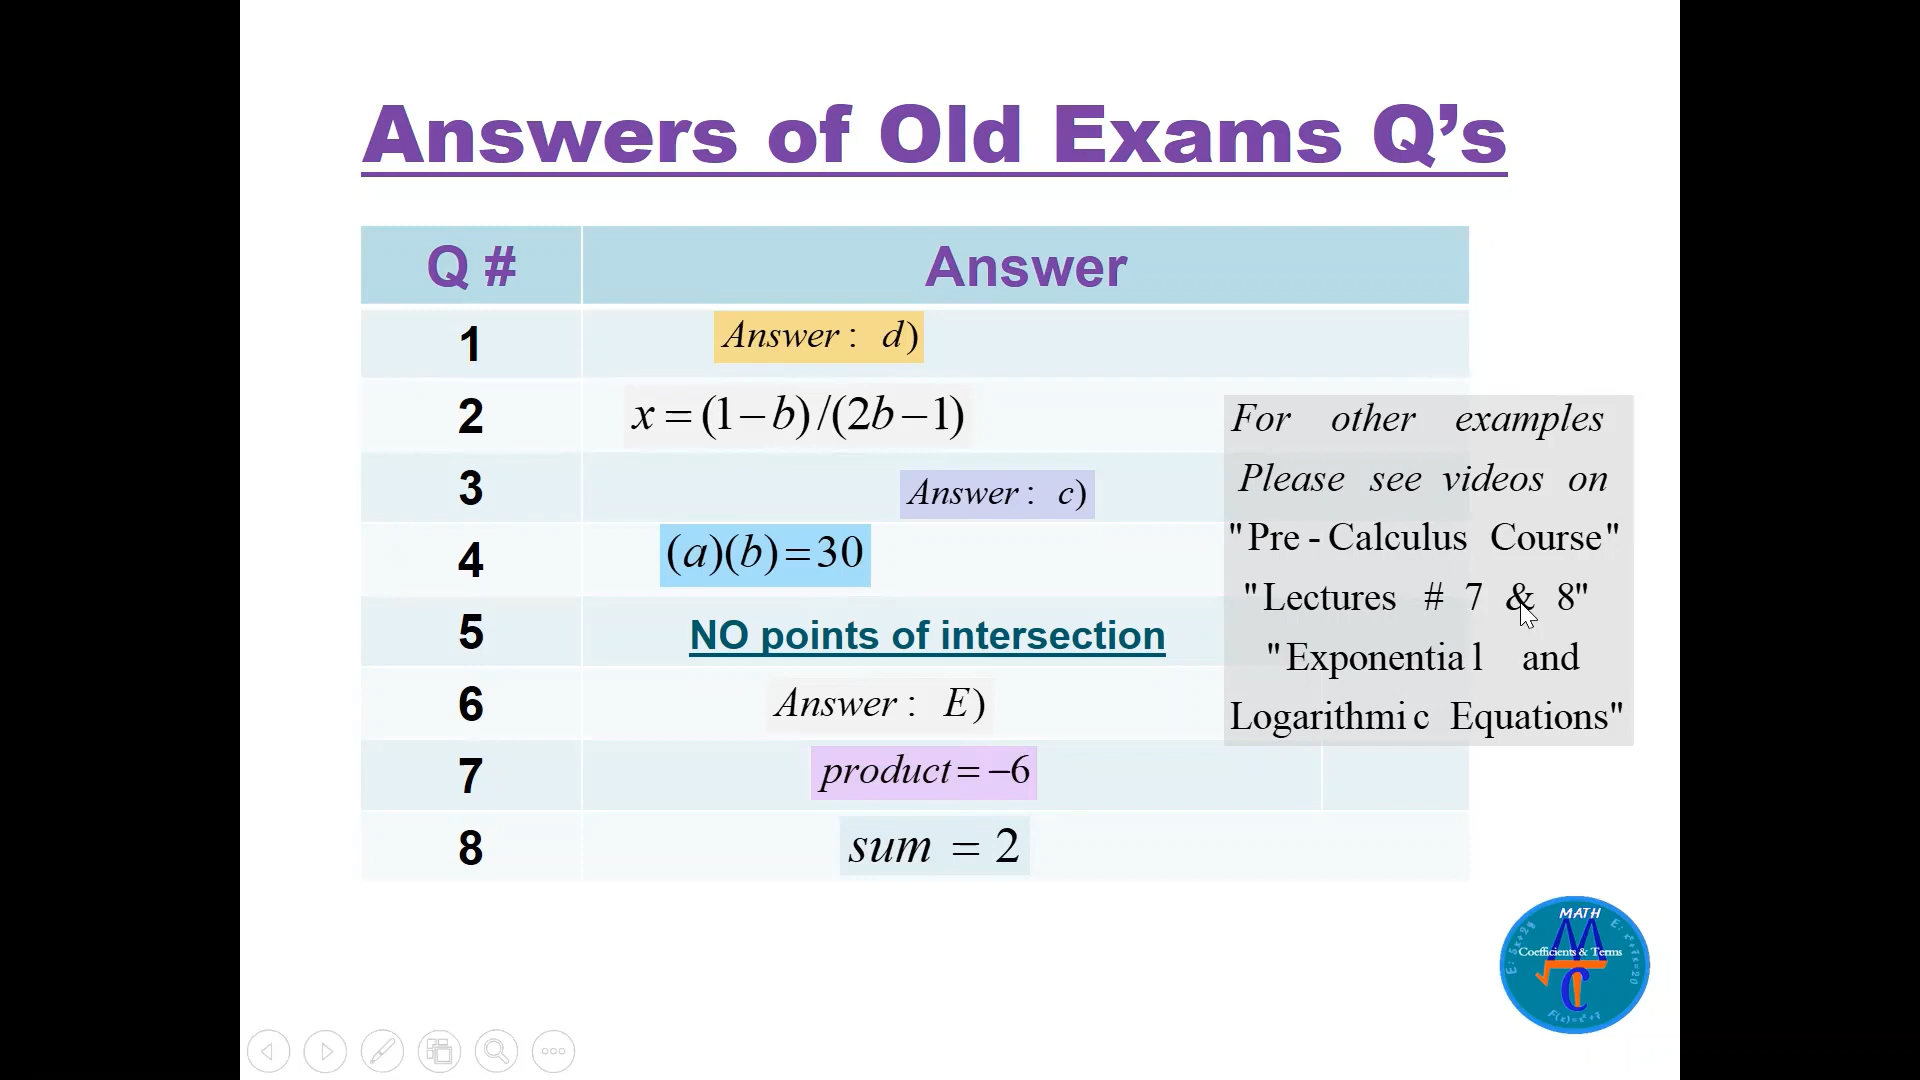 Answers of Old Exams Q’s
Q # Answer
1 Answer : d)
2 x = (1 − b) /(2b − 1)
3 Answer : c)
4 (a)(b) = 30
5 NO points of intersection
6 Answer : E)
7 product = −6
8 sum = 2
For other examples
Please see videos on
"Pre - Calculus Course"
"Lectures # 7 & 8"
"Exponential and
Logarithmic Equations"
MATH
Coefficients & Terms